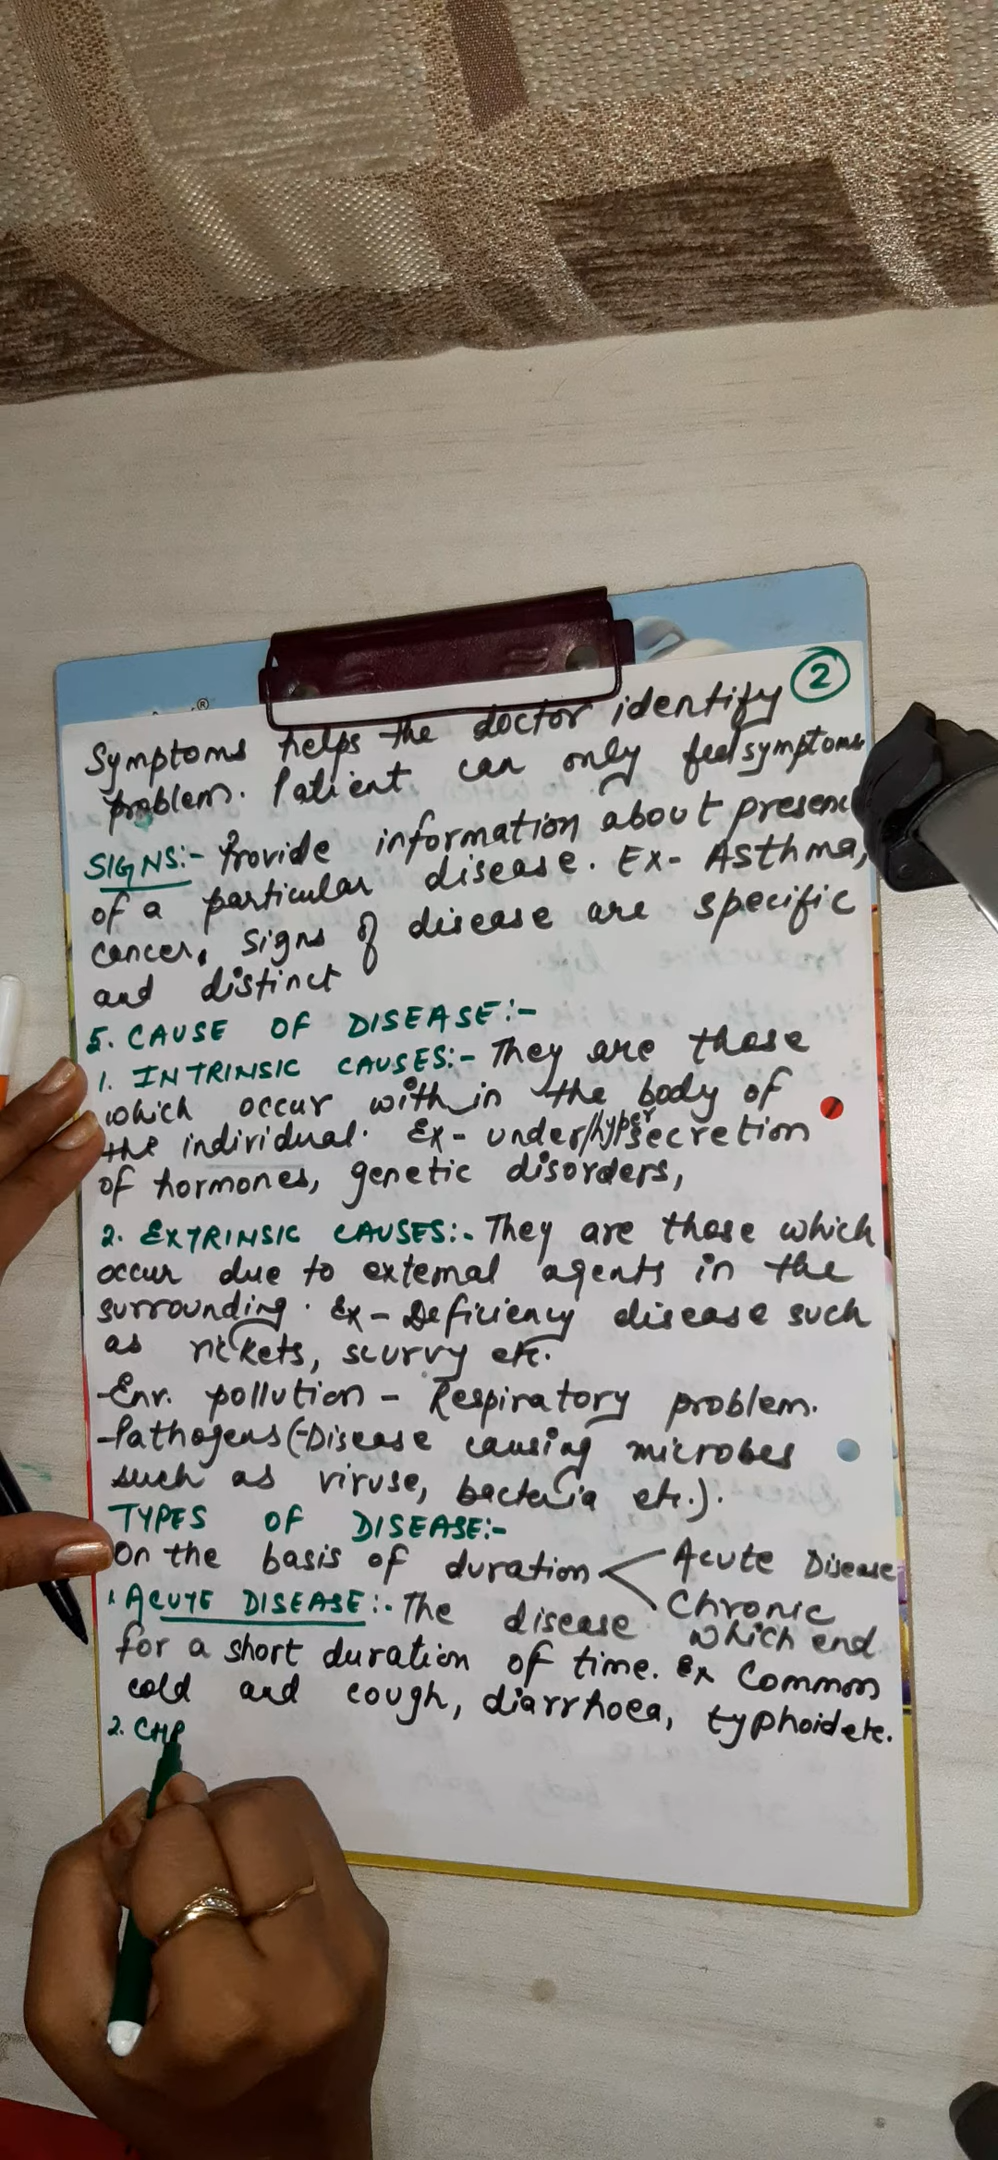 2
Symptoms helps the doctor identify
problem. Patient can only feel symptoms
SIGNS:- Provide information about presen
of a particular disease. Ex- Asthma,
cancer, signs of disease are specific
and distinct
5. CAUSE OF DISEASE:-
1. INTRINSIC CAUSES:- They are those
which occur within the body of
the individual. Ex- under/hyper secretion
of hormones, genetic disorders,
2. EXTRINSIC CAUSES:- They are those which
occur due to external agents in the
surrounding. Ex- Deficiency disease such
as rickets, scurvy etc.
-Env. pollution - Respiratory problem.
-Pathogens (-Disease causing microbes
such as viruse, bacteria etc.).
TYPES OF DISEASE:-
On the basis of duration < Acute Disease
Chronic
1. ACUTE DISEASE:- The disease which end
for a short duration of time. Ex Common
cold and cough, diarrhoea, typhoid etc.
2. CHR